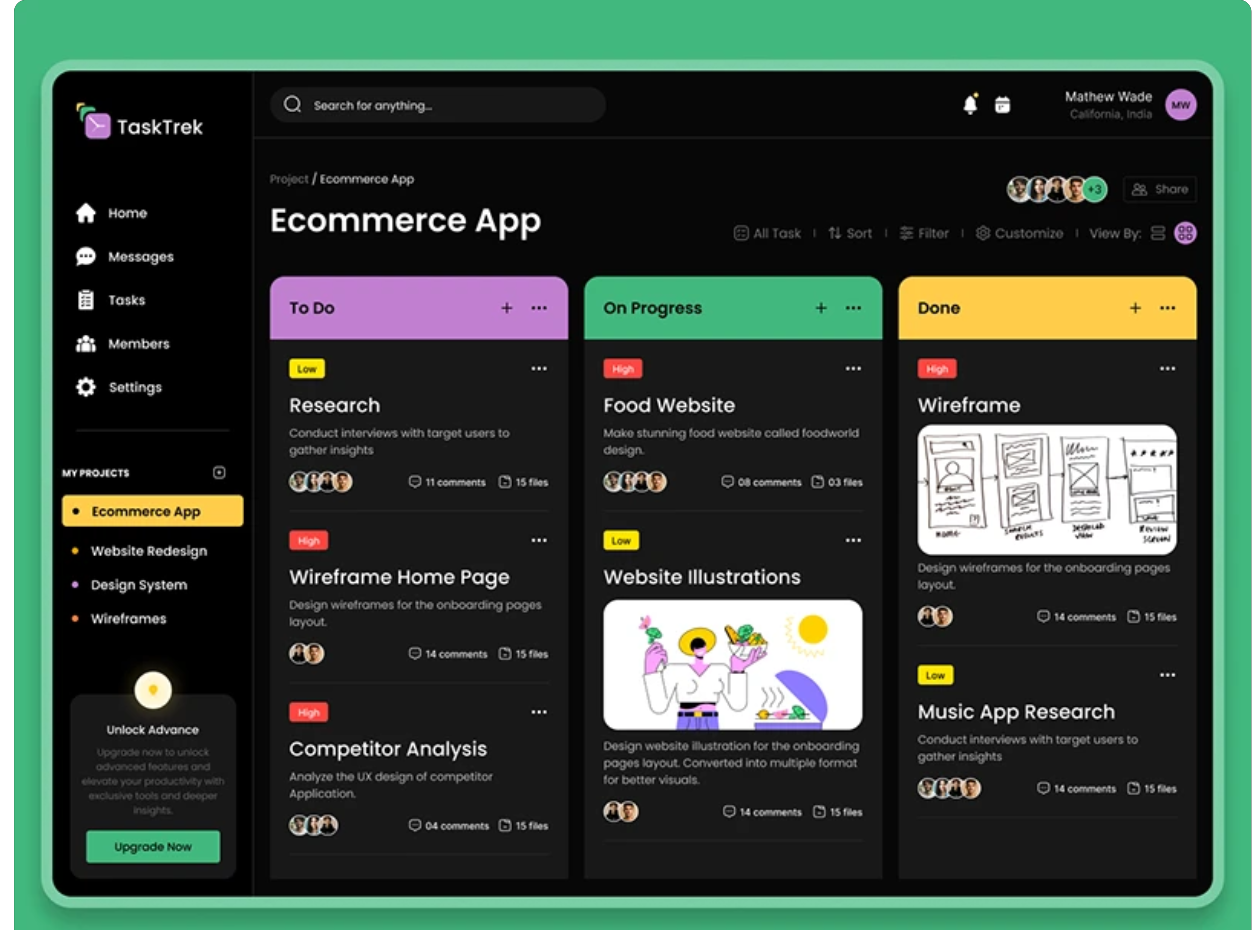 TaskTrek
Search for anything...
Mathew Wade
California, India
MW
Home
Messages
Tasks
Members
Settings
MY PROJECTS
Ecommerce App
Website Redesign
Design System
Wireframes
Unlock Advance
Upgrade now to unlock
advanced features and
elevate your productivity with
exclusive tools and deeper
insights.
Upgrade Now
Project / Ecommerce App
+3
Share
Ecommerce App
All Task
Sort
Filter
Customize
View By:
To Do
Low
Research
Conduct interviews with target users to
gather insights
11 comments 15 files
High
Wireframe Home Page
Design wireframes for the onboarding pages
layout.
14 comments 15 files
High
Competitor Analysis
Analyze the UX design of competitor
Application.
04 comments 15 files
On Progress
High
Food Website
Make stunning food website called foodworld
design.
08 comments 03 files
Low
Website Illustrations
Design website illustration for the onboarding
pages layout. Converted into multiple format
for better visuals.
14 comments 15 files
Done
High
Wireframe
HOME
SEARCH
RESULTS
DETAILED
VIEW
REVIEW
SCREEN
Design wireframes for the onboarding pages
layout.
14 comments 15 files
Low
Music App Research
Conduct interviews with target users to
gather insights
14 comments 15 files